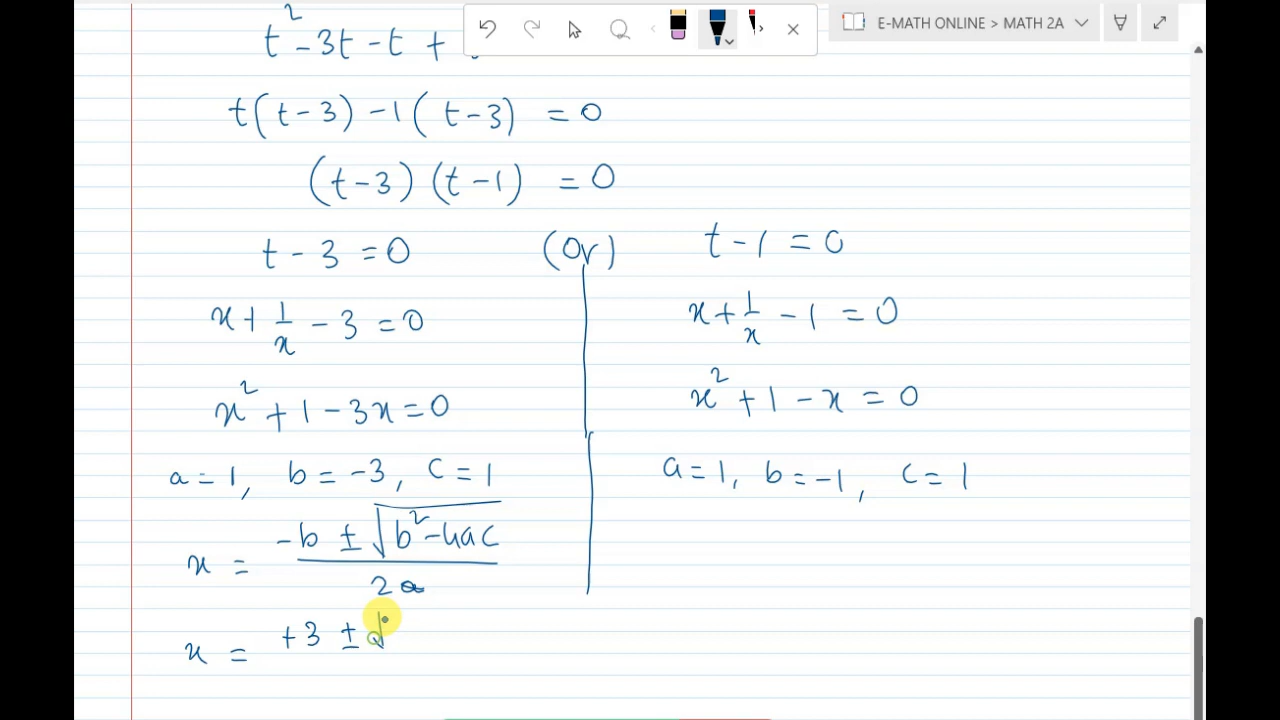 E-MATH ONLINE > MATH 2A
t² - 3t - t +
t(t-3) -1(t-3) = 0
(t-3) (t-1) = 0
t - 3 = 0 (Or) t - 1 = 0
x + 1/x - 3 = 0 x + 1/x - 1 = 0
x² + 1 - 3x = 0 x² + 1 - x = 0
a = 1, b = -3, c = 1 a = 1, b = -1, c = 1
x = (-b ± √(b² - 4ac))/2a
x = +3 ± √